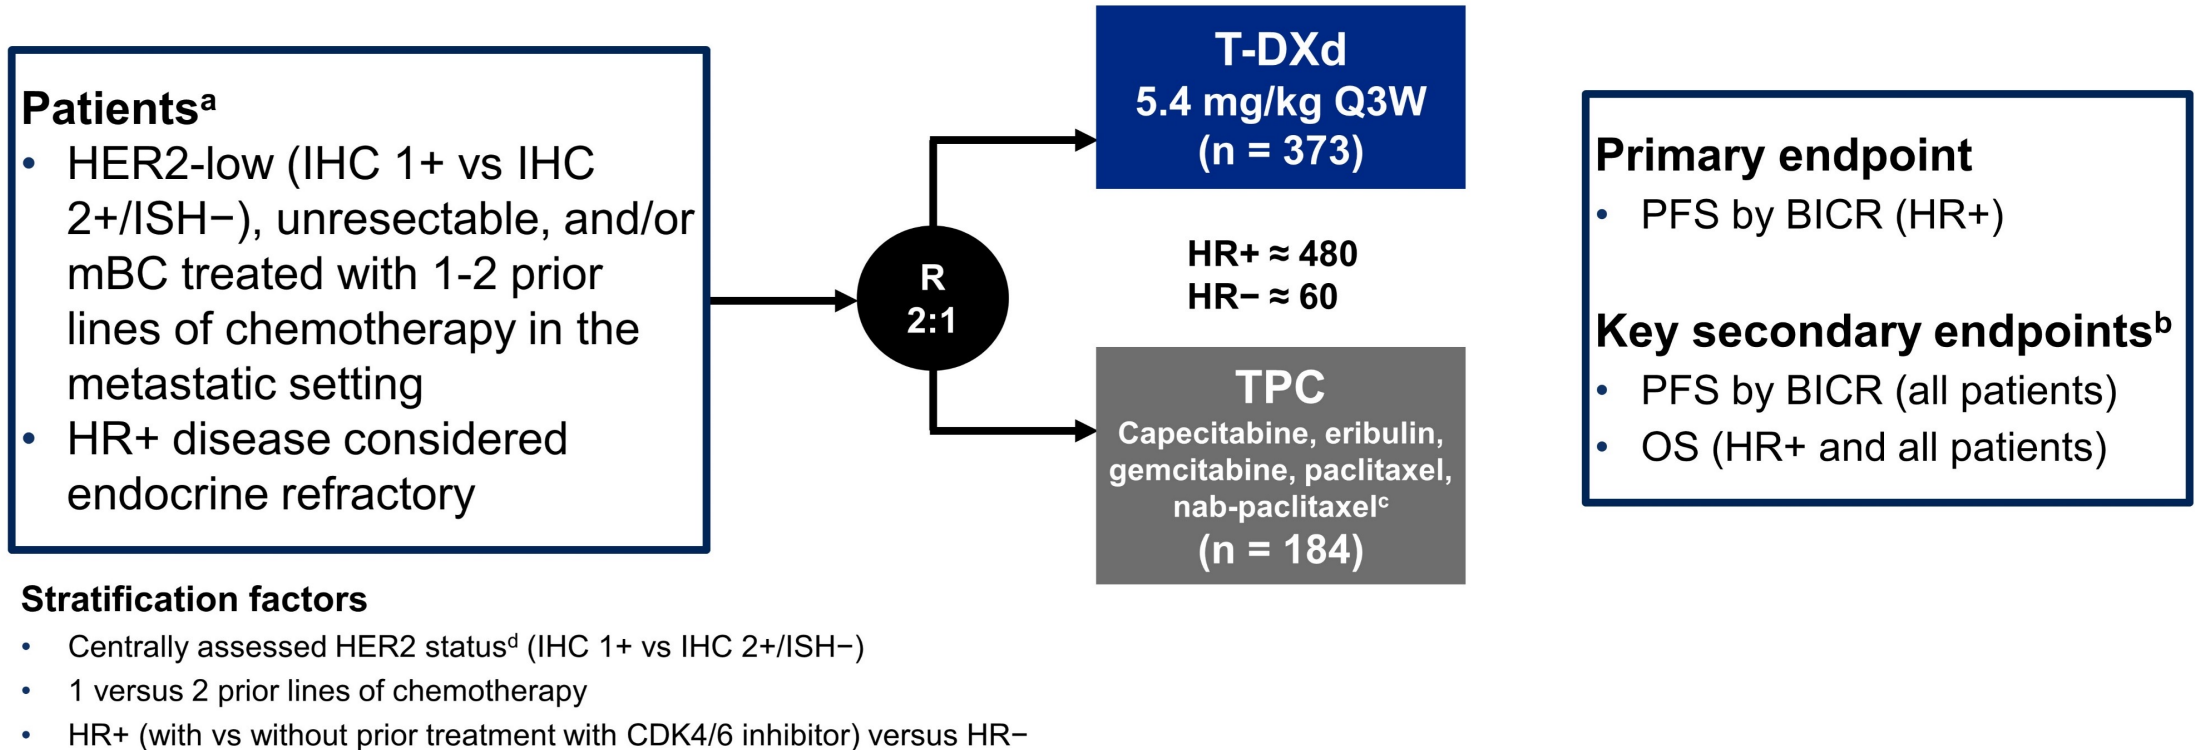 Patientsᵃ
• HER2-low (IHC 1+ vs IHC
2+/ISH−), unresectable, and/or
mBC treated with 1-2 prior
lines of chemotherapy in the
metastatic setting
• HR+ disease considered
endocrine refractory
R
2:1
T-DXd
5.4 mg/kg Q3W
(n = 373)
HR+ ≈ 480
HR− ≈ 60
TPC
Capecitabine, eribulin,
gemcitabine, paclitaxel,
nab-paclitaxelᶜ
(n = 184)
Primary endpoint
• PFS by BICR (HR+)
Key secondary endpointsᵇ
• PFS by BICR (all patients)
• OS (HR+ and all patients)
Stratification factors
• Centrally assessed HER2 statusᵈ (IHC 1+ vs IHC 2+/ISH−)
• 1 versus 2 prior lines of chemotherapy
• HR+ (with vs without prior treatment with CDK4/6 inhibitor) versus HR−